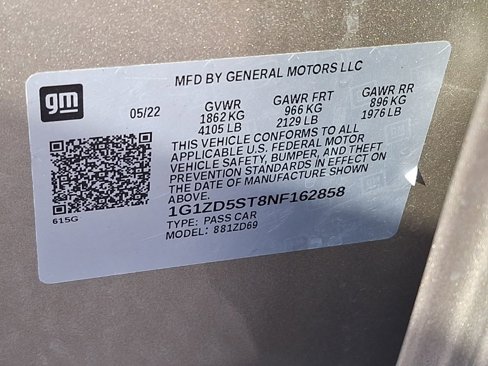 MFD BY GENERAL MOTORS LLC
gm
05/22
GVWR
1862 KG
4105 LB
GAWR FRT
966 KG
2129 LB
GAWR RR
896 KG
1976 LB
THIS VEHICLE CONFORMS TO ALL
APPLICABLE U.S. FEDERAL MOTOR
VEHICLE SAFETY, BUMPER, AND THEFT
PREVENTION STANDARDS IN EFFECT ON
THE DATE OF MANUFACTURE SHOWN
ABOVE.
1G1ZD5ST8NF162858
TYPE: PASS CAR
MODEL: 881ZD69
615G